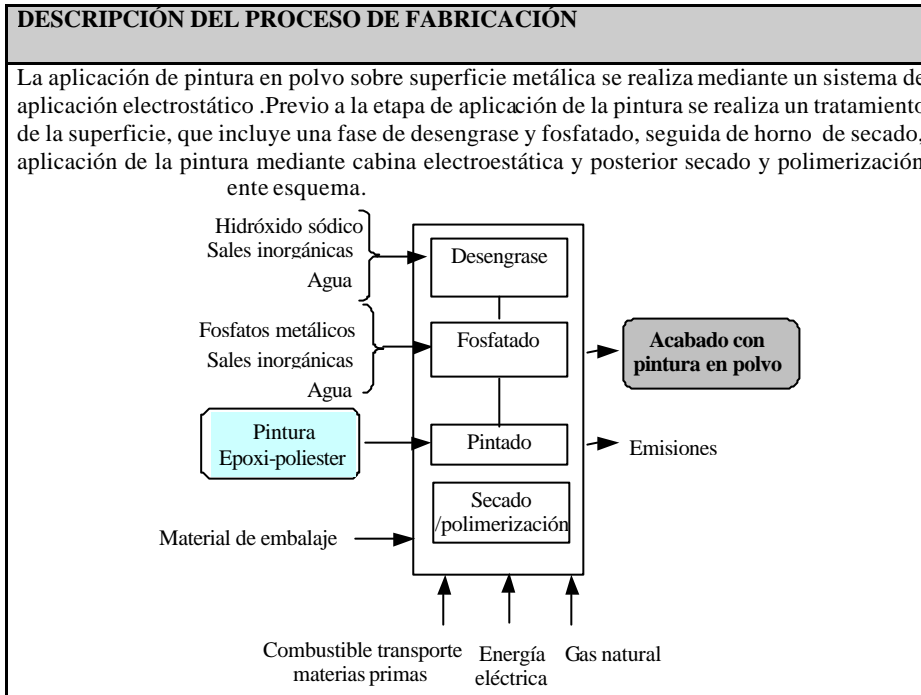 DESCRIPCIÓN DEL PROCESO DE FABRICACIÓN
La aplicación de pintura en polvo sobre superficie metálica se realiza mediante un sistema de
aplicación electrostático .Previo a la etapa de aplicación de la pintura se realiza un tratamiento
de la superficie, que incluye una fase de desengrase y fosfatado, seguida de horno de secado,
aplicación de la pintura mediante cabina electroestática y posterior secado y polimerización
ente esquema.
Hidróxido sódico
Sales inorgánicas
Agua
Desengrase
Fosfatos metálicos
Sales inorgánicas
Agua
Fosfatado
Acabado con
pintura en polvo
Pintura
Epoxi-poliester
Pintado
Emisiones
Secado
/polimerización
Material de embalaje
Combustible transporte
materias primas
Energía
eléctrica
Gas natural